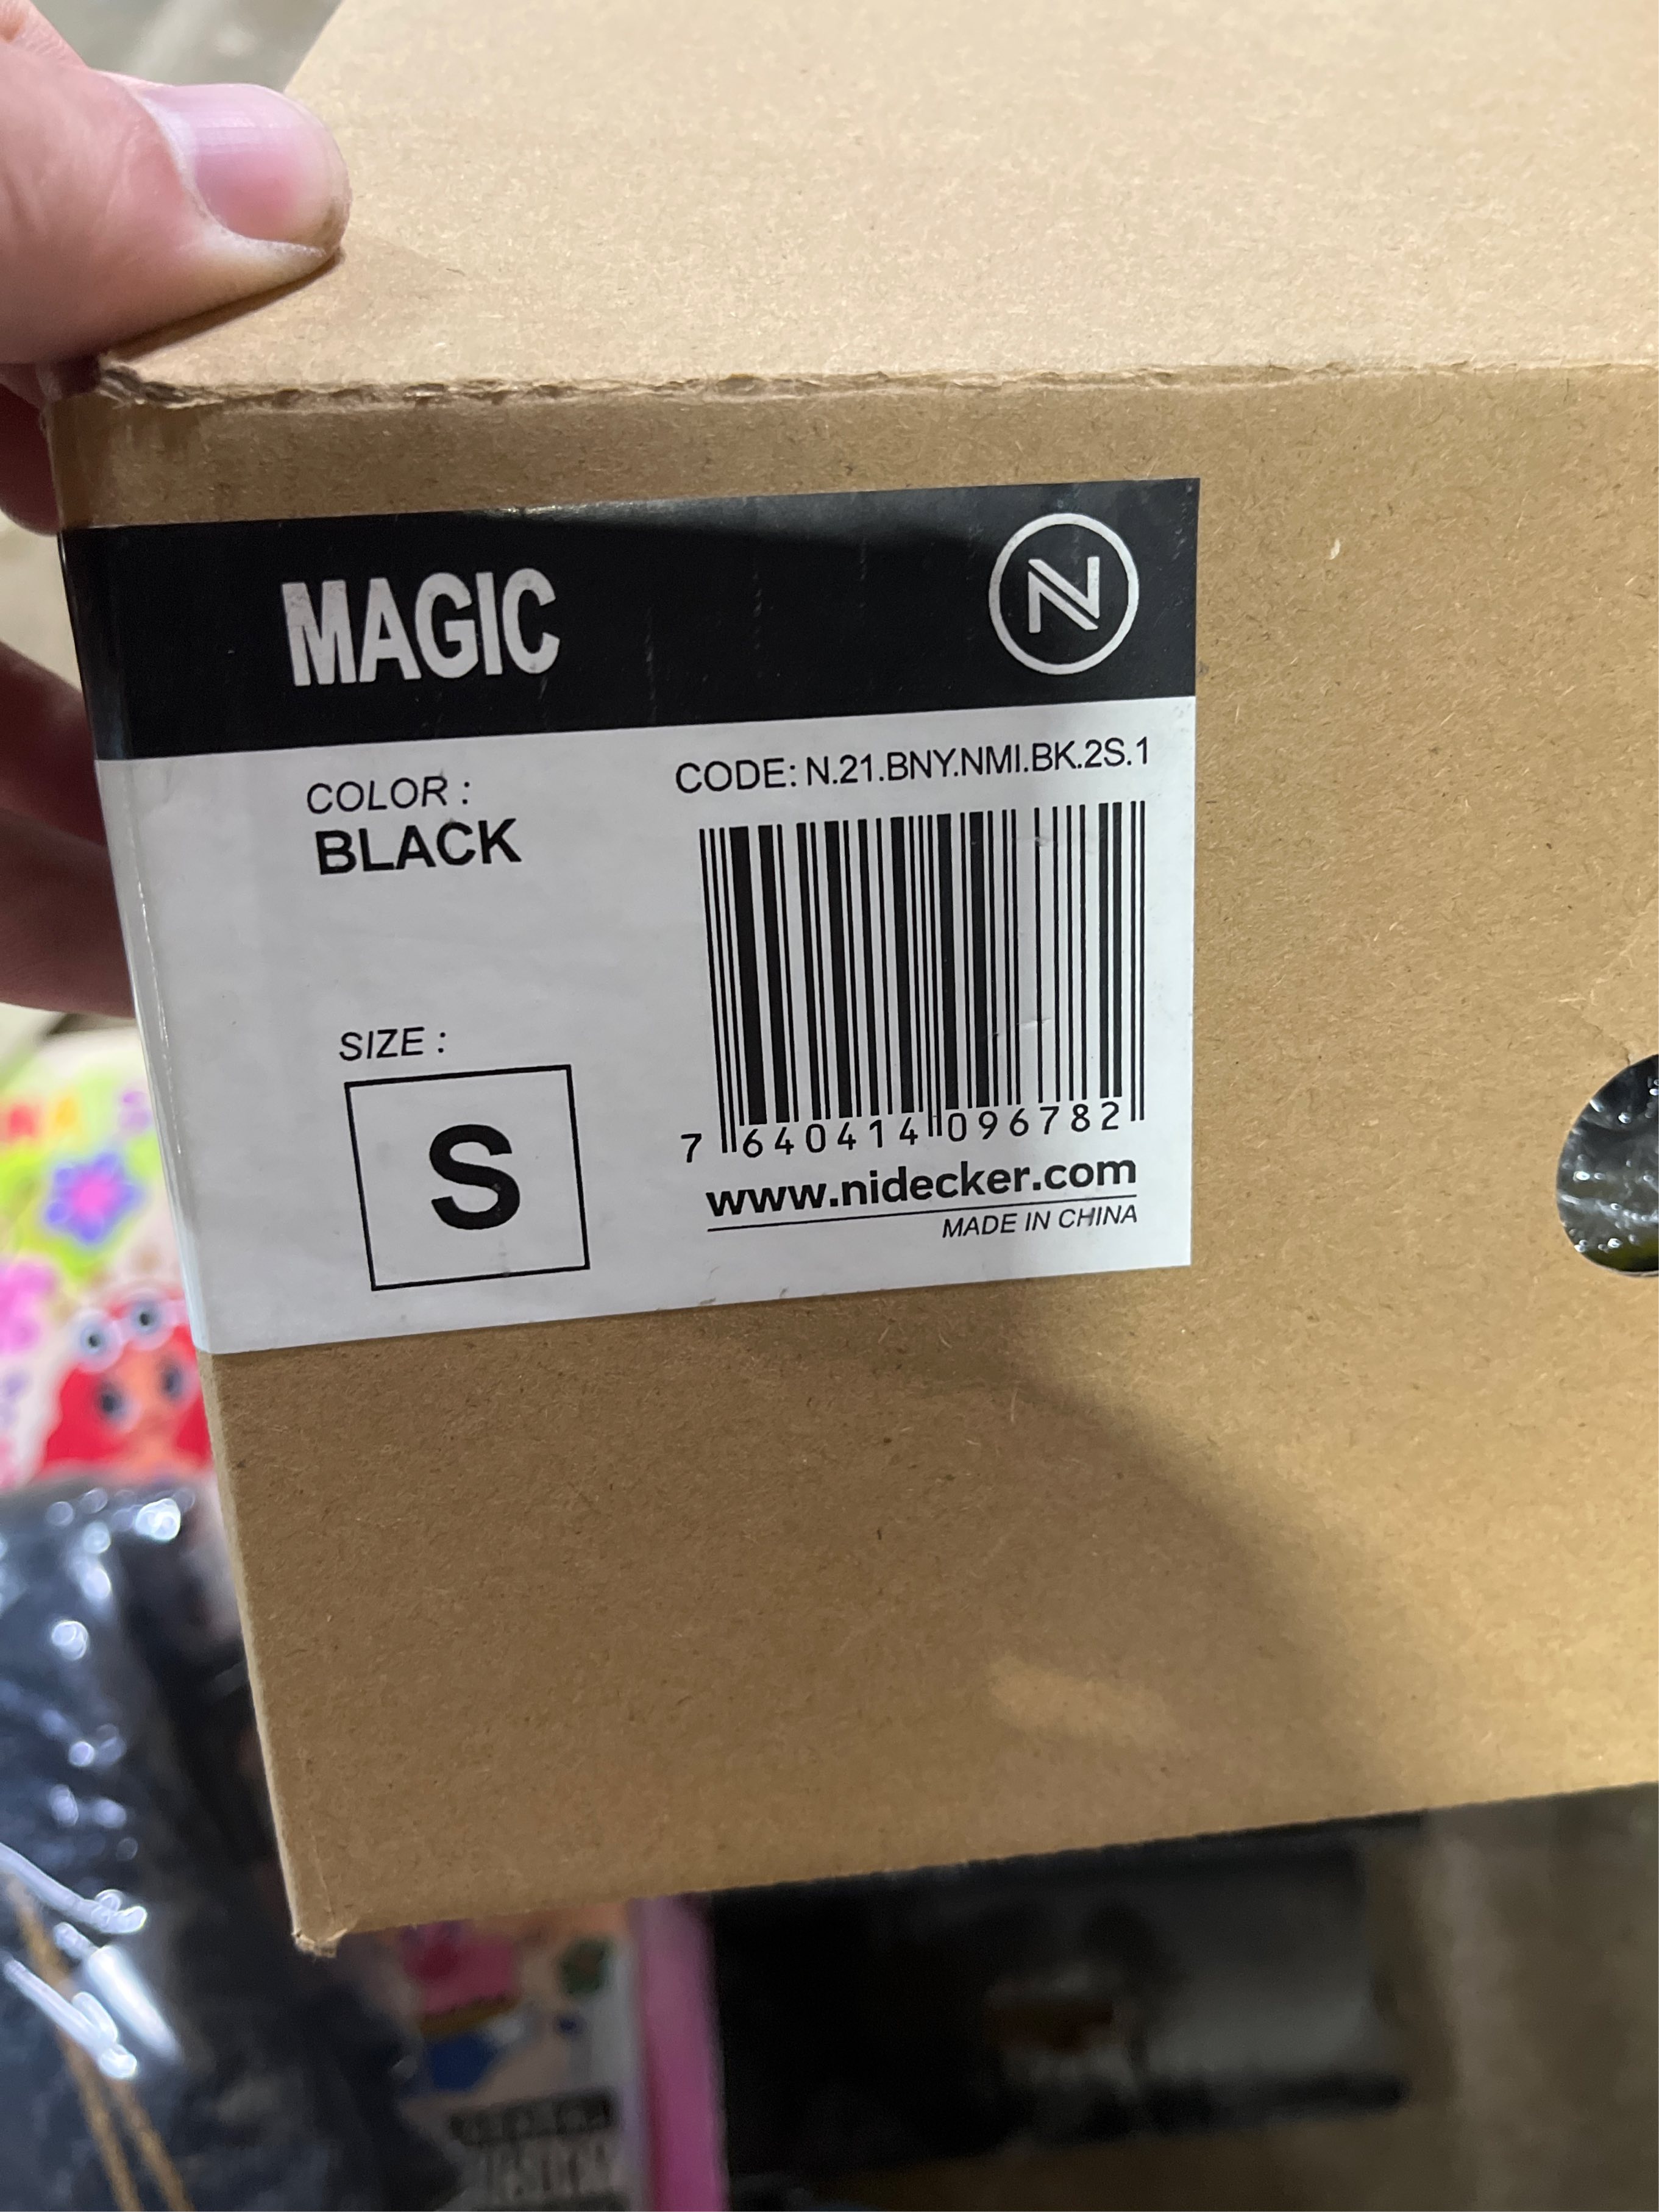 MAGIC
N
COLOR :
BLACK
CODE: N.21.BNY.NMI.BK.2S.1
7 640414 096782
SIZE :
S
www.nidecker.com
MADE IN CHINA